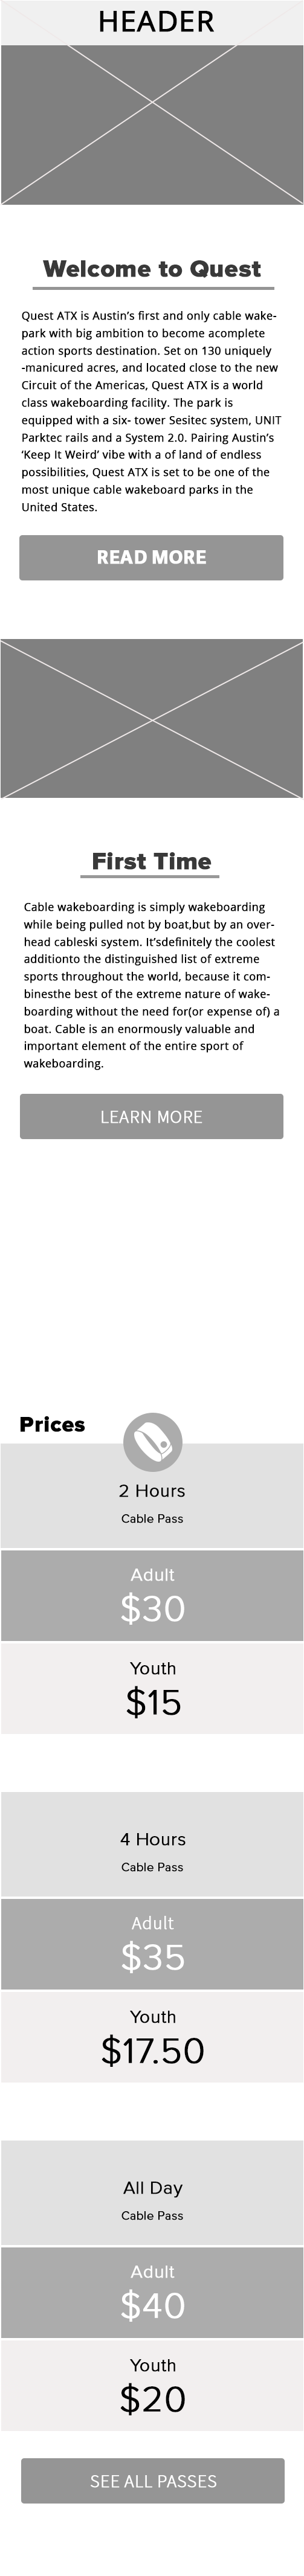 HEADER
Welcome to Quest
Quest ATX is Austin’s first and only cable wake-
park with big ambition to become acomplete
action sports destination. Set on 130 uniquely
-manicured acres, and located close to the new
Circuit of the Americas, Quest ATX is a world
class wakeboarding facility. The park is
equipped with a six- tower Sesitec system, UNIT
Parktec rails and a System 2.0. Pairing Austin’s
‘Keep It Weird’ vibe with a of land of endless
possibilities, Quest ATX is set to be one of the
most unique cable wakeboard parks in the
United States.
READ MORE
First Time
Cable wakeboarding is simply wakeboarding
while being pulled not by boat,but by an over-
head cableski system. It’sdefinitely the coolest
additionto the distinguished list of extreme
sports throughout the world, because it com-
binesthe best of the extreme nature of wake-
boarding without the need for(or expense of) a
boat. Cable is an enormously valuable and
important element of the entire sport of
wakeboarding.
LEARN MORE
Prices
2 Hours
Cable Pass
Adult
$30
Youth
$15
4 Hours
Cable Pass
Adult
$35
Youth
$17.50
All Day
Cable Pass
Adult
$40
Youth
$20
SEE ALL PASSES